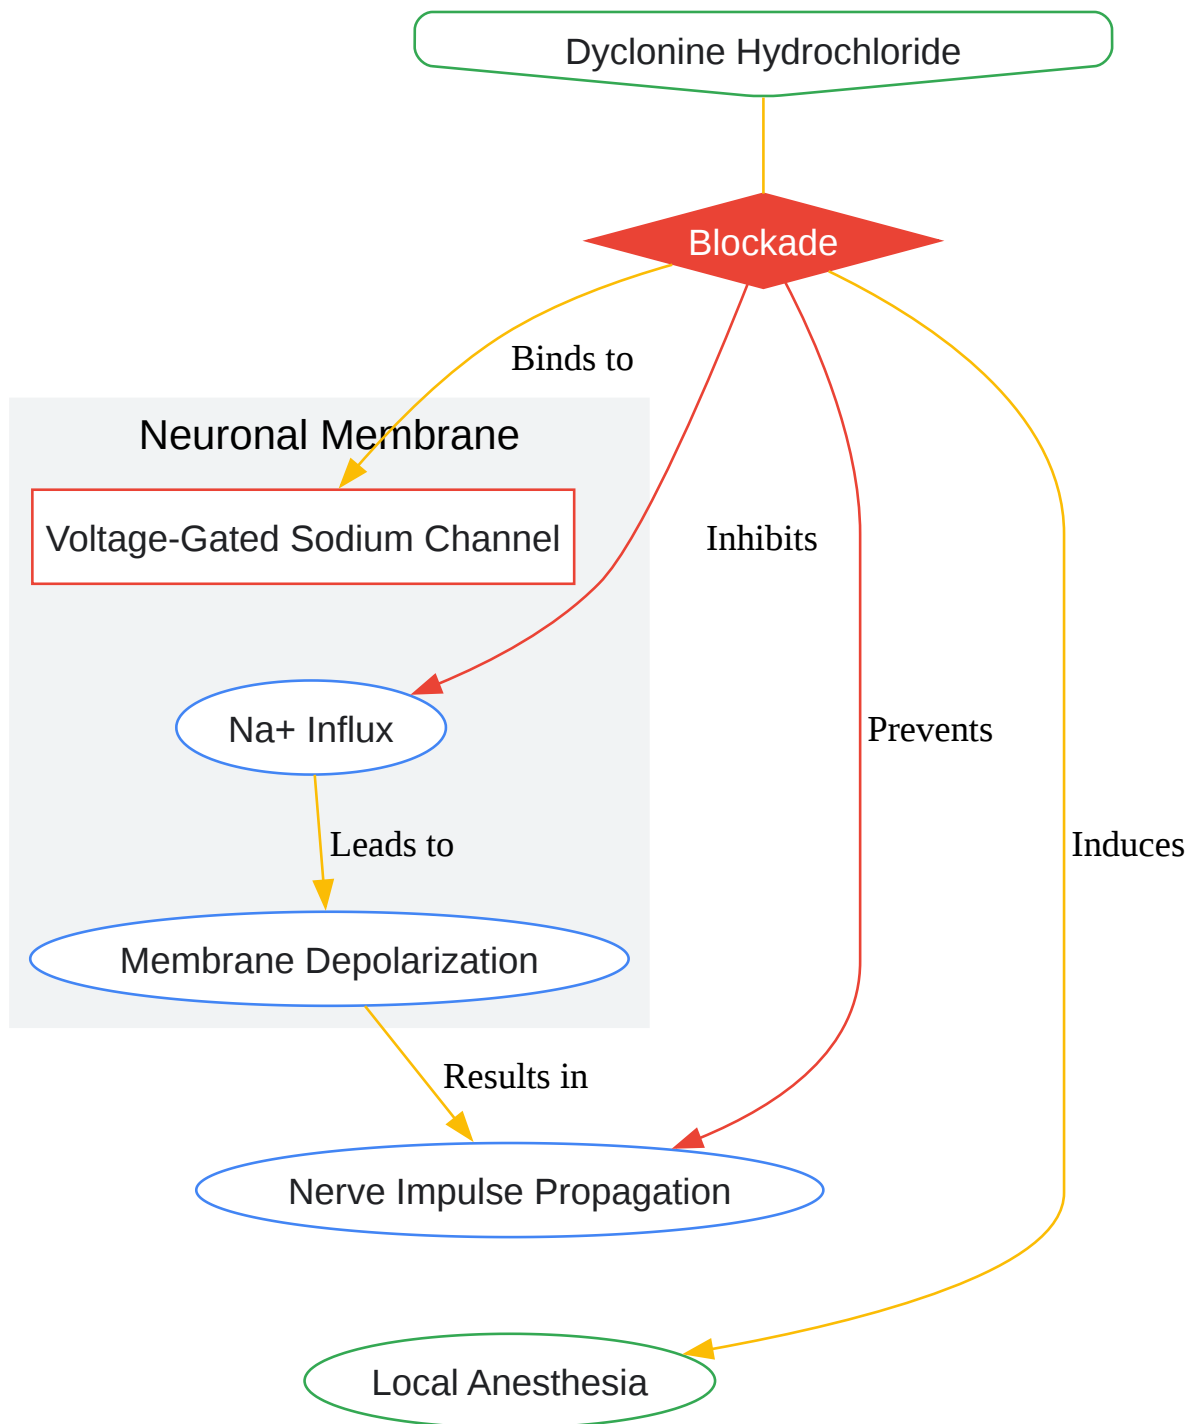 Dyclonine Hydrochloride
Blockade
Binds to
Neuronal Membrane
Voltage-Gated Sodium Channel
Inhibits
Na+ Influx
Prevents
Leads to
Induces
Membrane Depolarization
Results in
Nerve Impulse Propagation
Local Anesthesia